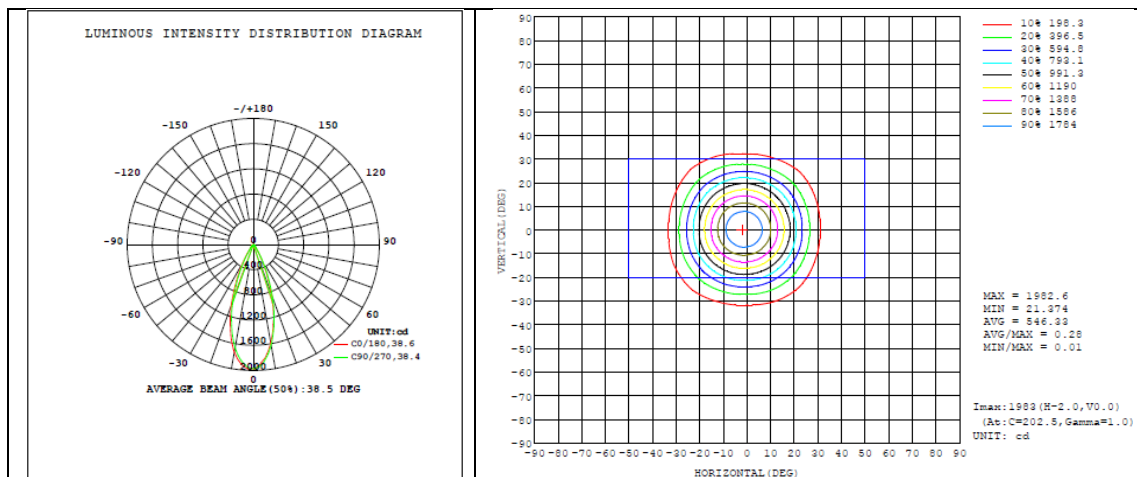 LUMINOUS INTENSITY DISTRIBUTION DIAGRAM
-/+180
-150 150
-120 120
-90 90
-60 60
-30 30
0
0
400
800
1200
1600
2000
UNIT:cd
C0/180,38.6
C90/270,38.4
AVERAGE BEAM ANGLE(50%):38.5 DEG
10% 198.3
20% 396.5
30% 594.8
40% 793.1
50% 991.3
60% 1190
70% 1388
80% 1586
90% 1784
VERTICAL(DEG)
90
80
70
60
50
40
30
20
10
0
-10
-20
-30
-40
-50
-60
-70
-80
-90
-90 -80 -70 -60 -50 -40 -30 -20 -10 0 10 20 30 40 50 60 70 80 90
HORIZONTAL(DEG)
MAX = 1982.6
MIN = 21.374
AVG = 546.33
AVG/MAX = 0.28
MIN/MAX = 0.01
Imax:1983(H-2.0,V0.0)
(At:C=202.5,Gamma=1.0)
UNIT: cd